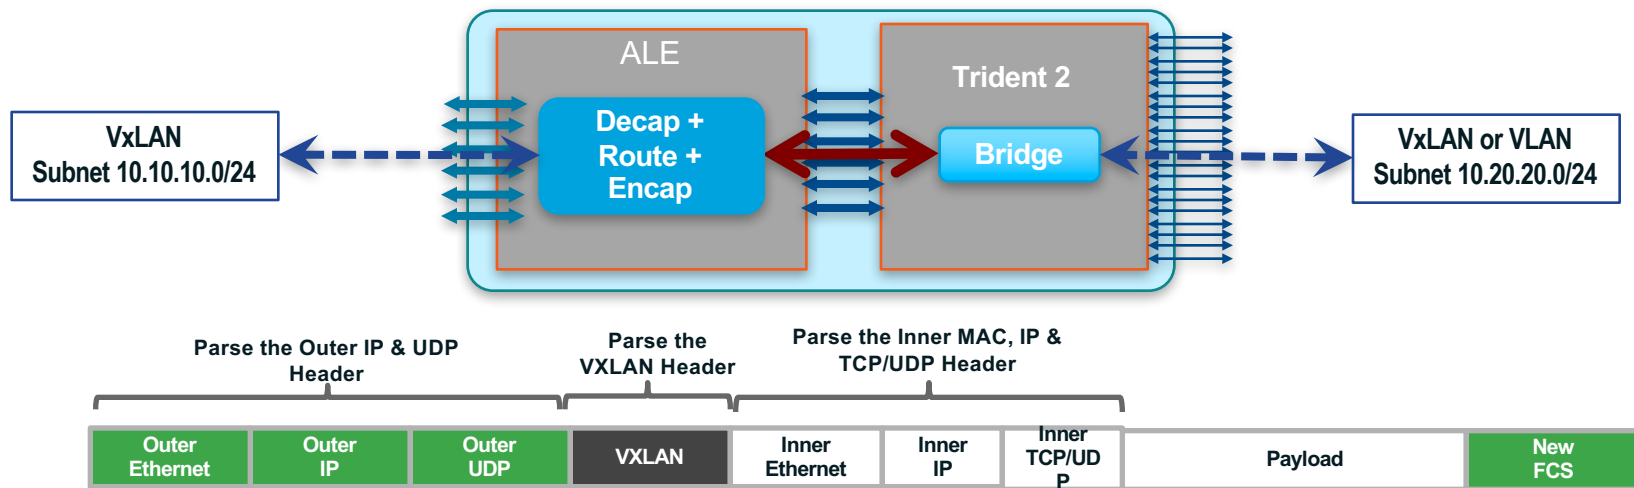 ALE
Trident 2
VxLAN
Subnet 10.10.10.0/24
Decap +
Route +
Encap
Bridge
VxLAN or VLAN
Subnet 10.20.20.0/24
Parse the Outer IP & UDP
Header
Parse the
VXLAN Header
Parse the Inner MAC, IP &
TCP/UDP Header
Outer
Ethernet
Outer
IP
Outer
UDP
VXLAN
Inner
Ethernet
Inner
IP
Inner
TCP/UD
P
Payload
New
FCS